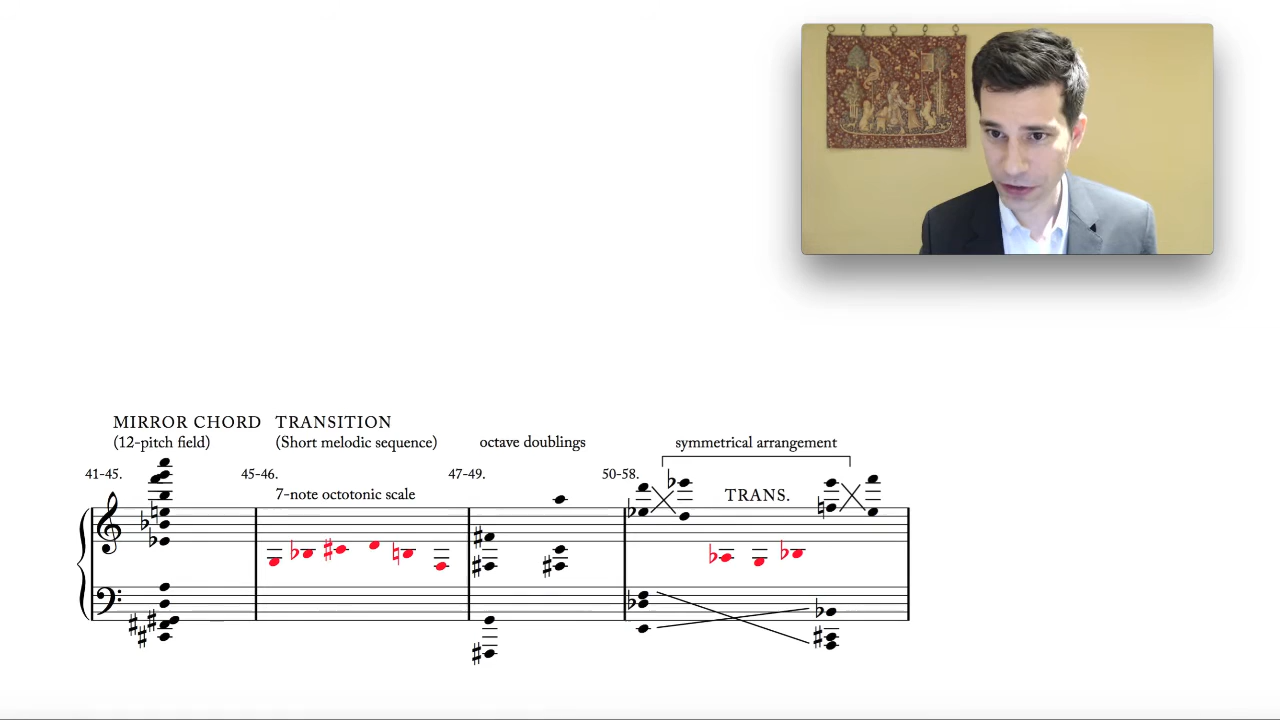 MIRROR CHORD TRANSITION
(12-pitch field) (Short melodic sequence) octave doublings symmetrical arrangement
41-45. 45-46. 47-49. 50-58.
7-note octotonic scale TRANS.